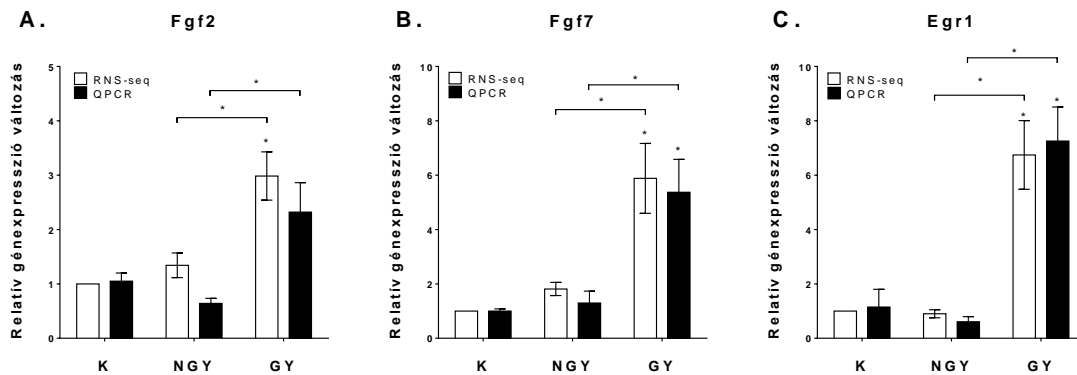 A.
Fgf2
Relatív génexpresszió változás
5
4
3
2
1
0
RNS-seq
QPCR
*
*
*
K
NGY
GY
B.
Fgf7
Relatív génexpresszió változás
10
8
6
4
2
0
RNS-seq
QPCR
*
*
*
*
K
NGY
GY
C.
Egr1
Relatív génexpresszió változás
10
8
6
4
2
0
RNS-seq
QPCR
*
*
*
*
K
NGY
GY